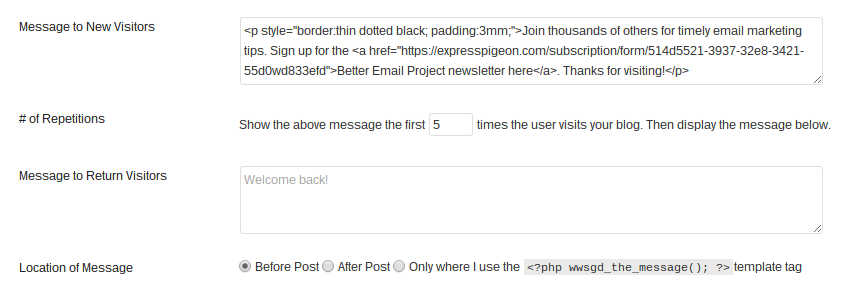 Message to New Visitors
<p style="border:thin dotted black; padding:3mm;">Join thousands of others for timely email marketing
tips. Sign up for the <a href="https://expresspigeon.com/subscription/form/514d5521-3937-32e8-3421-
55d0wd833efd">Better Email Project newsletter here</a>. Thanks for visiting!</p>
# of Repetitions
Show the above message the first 5 times the user visits your blog. Then display the message below.
Message to Return Visitors
Welcome back!
Location of Message
Before Post After Post Only where I use the <?php wwsgd_the_message(); ?> template tag